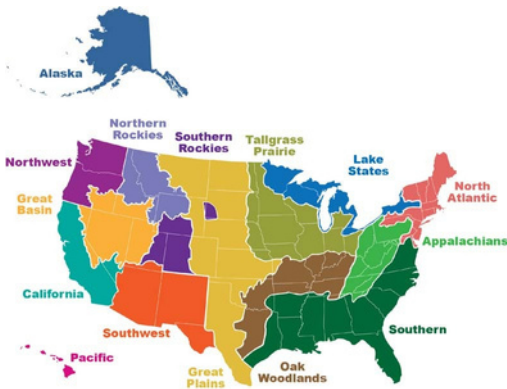 Alaska
Northern
Rockies
Southern
Rockies
Tallgrass
Prairie
Lake
States
Northwest
North
Atlantic
Great
Basin
Appalachians
California
Southern
Southwest
Pacific
Great
Plains
Oak
Woodlands